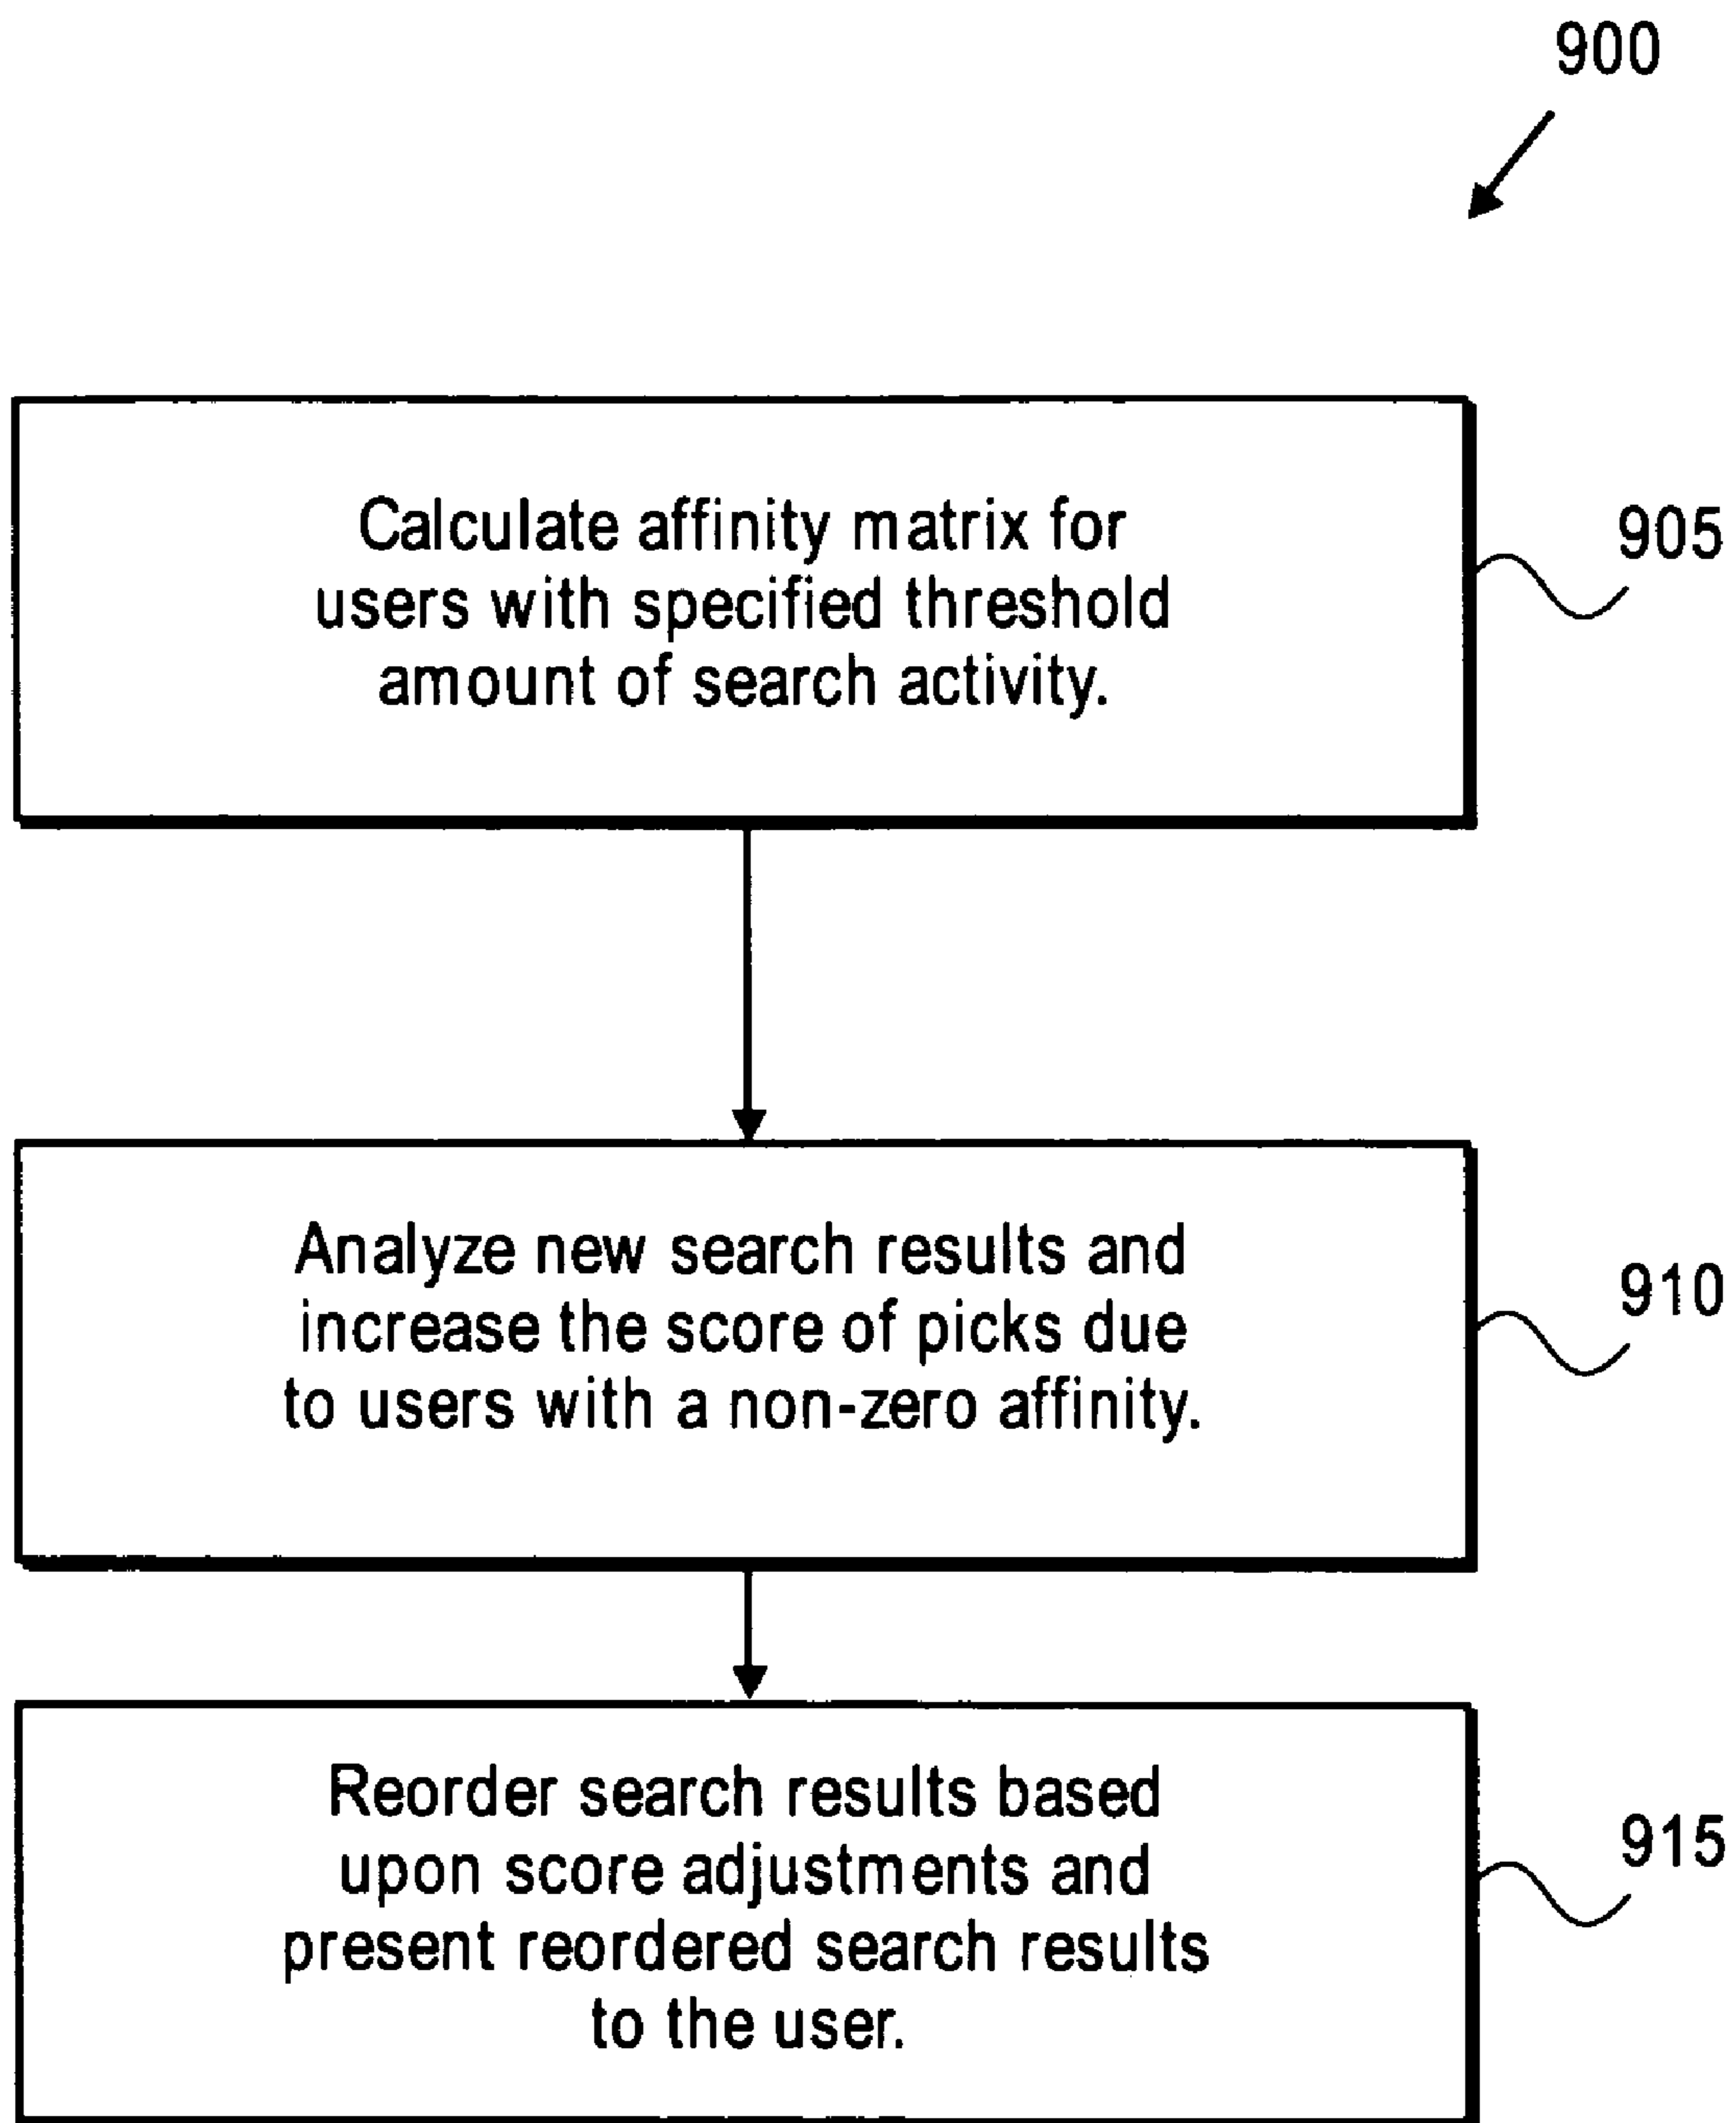 900
Calculate affinity matrix for
users with specified threshold
amount of search activity.
905
Analyze new search results and
increase the score of picks due
to users with a non-zero affinity.
910
Reorder search results based
upon score adjustments and
present reordered search results
to the user.
915